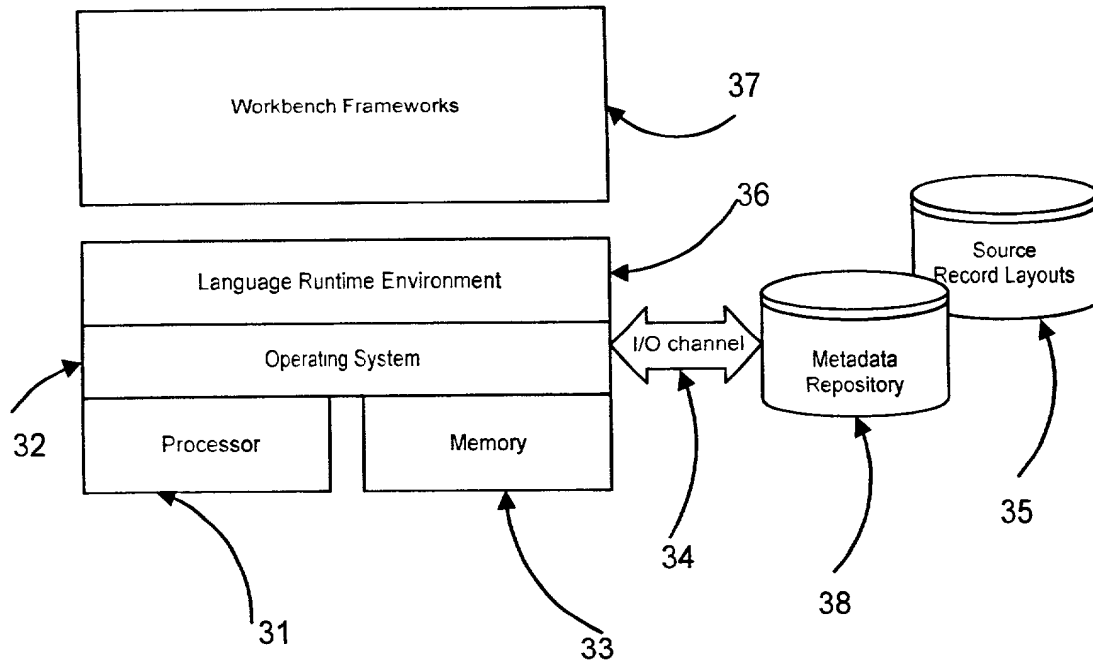 Workbench Frameworks
37
36
Language Runtime Environment
Source
Record Layouts
Operating System
I/O channel
Metadata
Repository
32
Processor
Memory
35
34
38
31
33